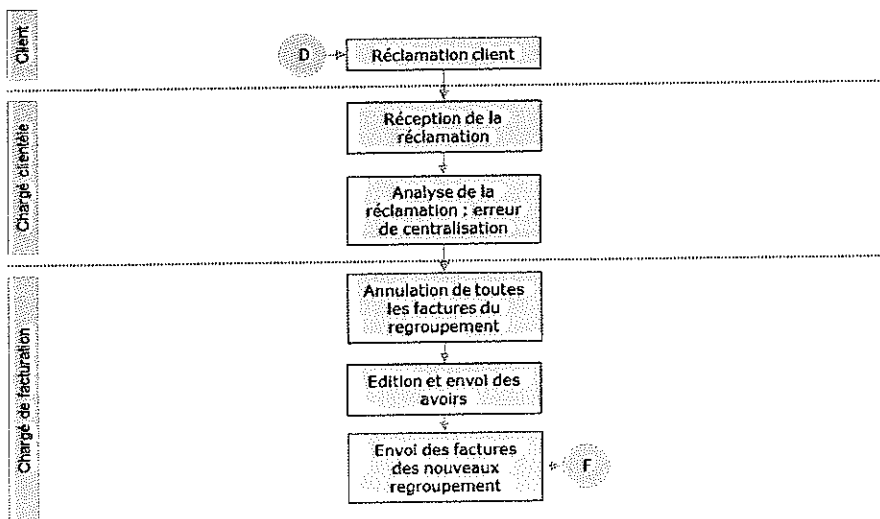 Client
D
Réclamation client
Chargé clientèle
Réception de la
réclamation
Analyse de la
réclamation ; erreur
de centralisation
Chargé de facturation
Annulation de toutes
les factures du
regroupement
Edition et envoi des
avoirs
Envoi des factures
des nouveaux
regroupement
F